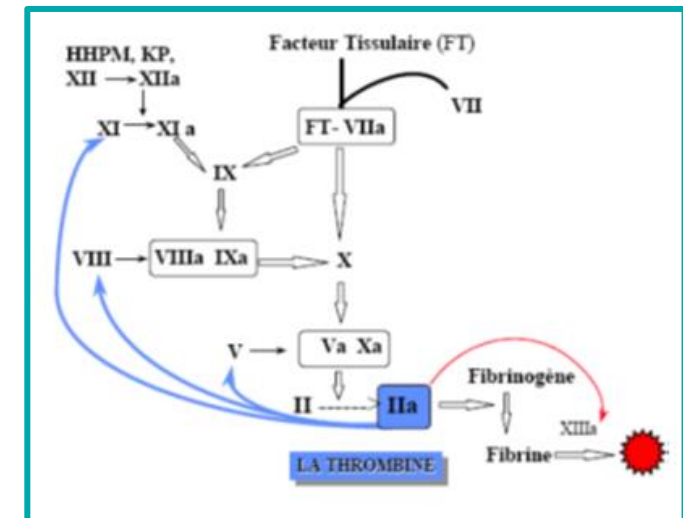 Facteur Tissulaire (FT)
HHPM, KP,
XII XIIa
VII
XI XI a
FT- VIIa
IX
VIII VIIIa IXa X
V Va Xa
II IIa
Fibrinogène
XIIIa
Fibrine
LA THROMBINE